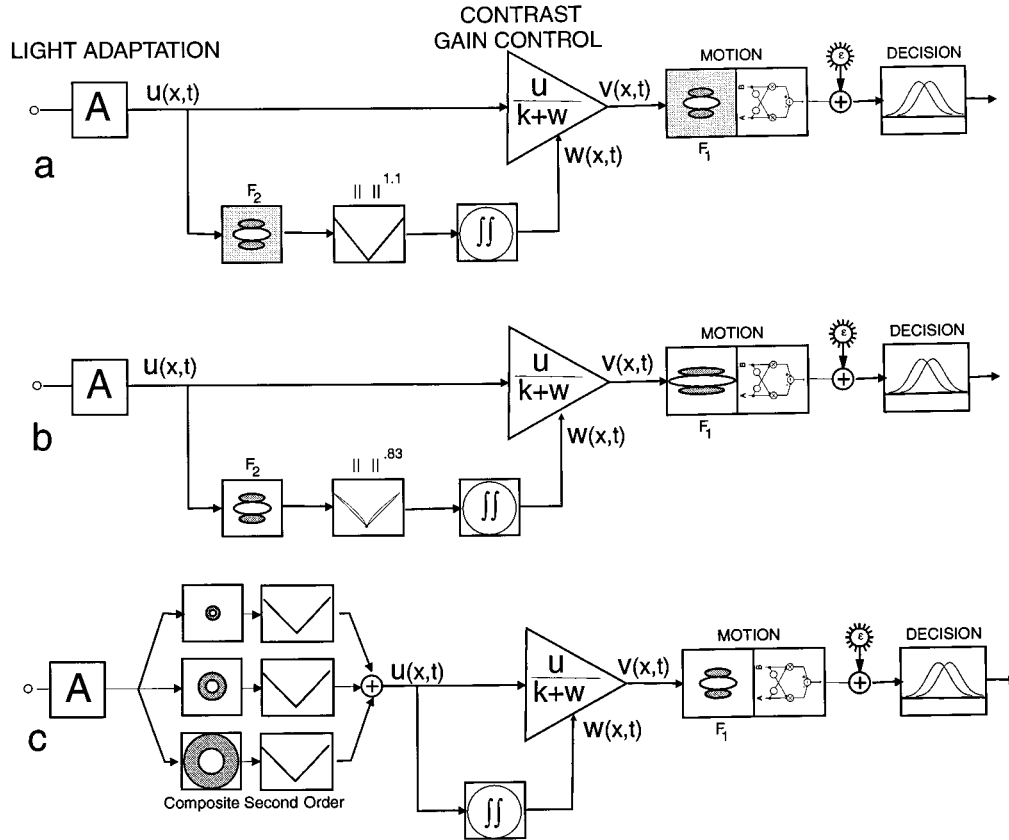 CONTRAST
GAIN CONTROL
LIGHT ADAPTATION
MOTION
ε
DECISION
A
u(x,t)
u
k+w
v(x,t)
B
A
F₁
w(x,t)
a
F₂
|| ||1.1
∫∫
MOTION
ε
DECISION
A
u(x,t)
u
k+w
v(x,t)
B
A
F₁
w(x,t)
b
F₂
|| ||.83
∫∫
MOTION
ε
DECISION
A
u(x,t)
u
k+w
v(x,t)
B
A
F₁
w(x,t)
c
Composite Second Order
∫∫